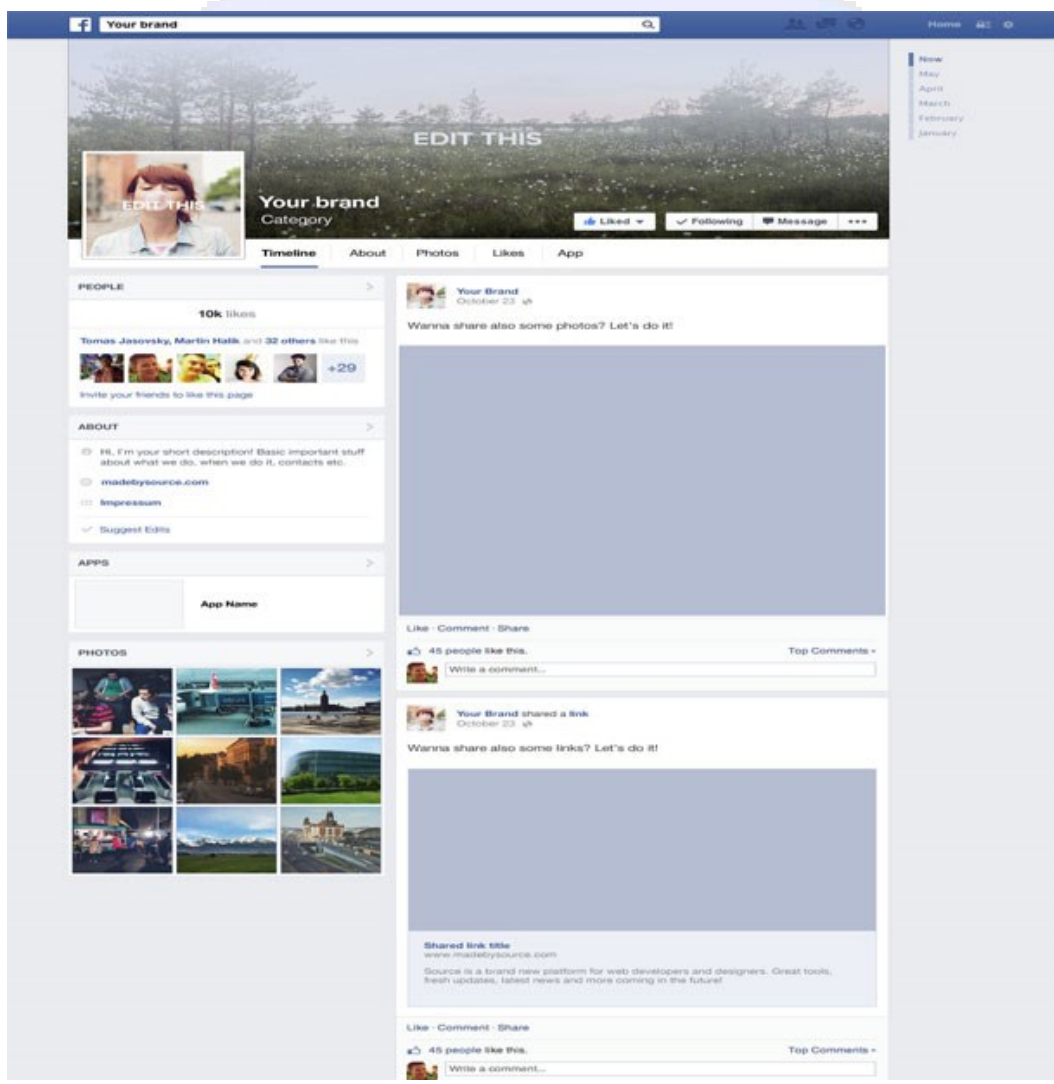 f Your brand
Home
Now
May
April
March
February
January
EDIT THIS
EDIT THIS
Your brand
Category
Liked
Following
Message
Timeline About Photos Likes App
PEOPLE
10k likes
Tomas Jasovsky, Martin Halik and 32 others like this
+29
Invite your friends to like this page
ABOUT
Hi, I'm your short description! Basic important stuff
about what we do, when we do it, contacts etc.
madebysource.com
Impressum
Suggest Edits
APPS
App Name
PHOTOS
Your Brand
October 23
Wanna share also some photos? Let's do it!
Like · Comment · Share
45 people like this.
Top Comments
Write a comment...
Your Brand shared a link
October 23
Wanna share also some links? Let's do it!
Shared link title
www.madebysource.com
Source is a brand new platform for web developers and designers. Great tools,
fresh updates, latest news and more coming in the future!
Like · Comment · Share
45 people like this.
Top Comments
Write a comment...